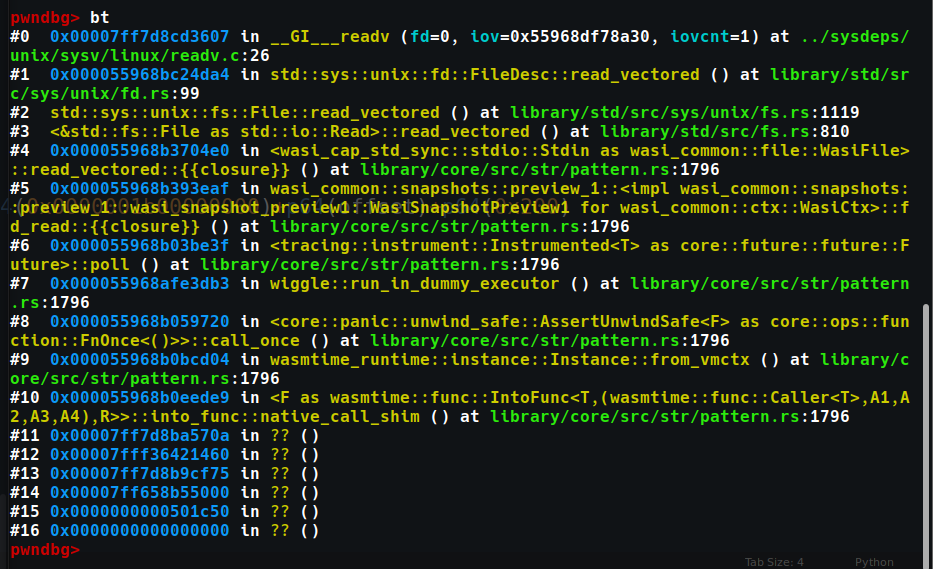 pwndbg> bt
#0  0x00007ff7d8cd3607 in __GI___readv (fd=0, iov=0x55968df78a30, iovcnt=1) at ../sysdeps/
unix/sysv/linux/readv.c:26
#1  0x000055968bc24da4 in std::sys::unix::fd::FileDesc::read_vectored () at library/std/sr
c/sys/unix/fd.rs:99
#2  std::sys::unix::fs::File::read_vectored () at library/std/src/sys/unix/fs.rs:1119
#3  <&std::fs::File as std::io::Read>::read_vectored () at library/std/src/fs.rs:810
#4  0x000055968b3704e0 in <wasi_cap_std_sync::stdio::Stdin as wasi_common::file::WasiFile>
::read_vectored::{{closure}} () at library/core/src/str/pattern.rs:1796
#5  0x000055968b393eaf in wasi_common::snapshots::preview_1::<impl wasi_common::snapshots:
:preview_1::wasi_snapshot_preview1::WasiSnapshotPreview1 for wasi_common::ctx::WasiCtx>::f
d_read::{{closure}} () at library/core/src/str/pattern.rs:1796
#6  0x000055968b03be3f in <tracing::instrument::Instrumented<T> as core::future::future::F
uture>::poll () at library/core/src/str/pattern.rs:1796
#7  0x000055968afe3db3 in wiggle::run_in_dummy_executor () at library/core/src/str/pattern
.rs:1796
#8  0x000055968b059720 in <core::panic::unwind_safe::AssertUnwindSafe<F> as core::ops::fun
ction::FnOnce<()>>::call_once () at library/core/src/str/pattern.rs:1796
#9  0x000055968b0bcd04 in wasmtime_runtime::instance::Instance::from_vmctx () at library/c
ore/src/str/pattern.rs:1796
#10 0x000055968b0eede9 in <F as wasmtime::func::IntoFunc<T,(wasmtime::func::Caller<T>,A1,A
2,A3,A4),R>>::into_func::native_call_shim () at library/core/src/str/pattern.rs:1796
#11 0x00007ff7d8ba570a in ?? ()
#12 0x00007fff36421460 in ?? ()
#13 0x00007ff7d8b9cf75 in ?? ()
#14 0x00007ff658b55000 in ?? ()
#15 0x0000000000501c50 in ?? ()
#16 0x0000000000000000 in ?? ()
pwndbg>
Tab Size: 4 Python